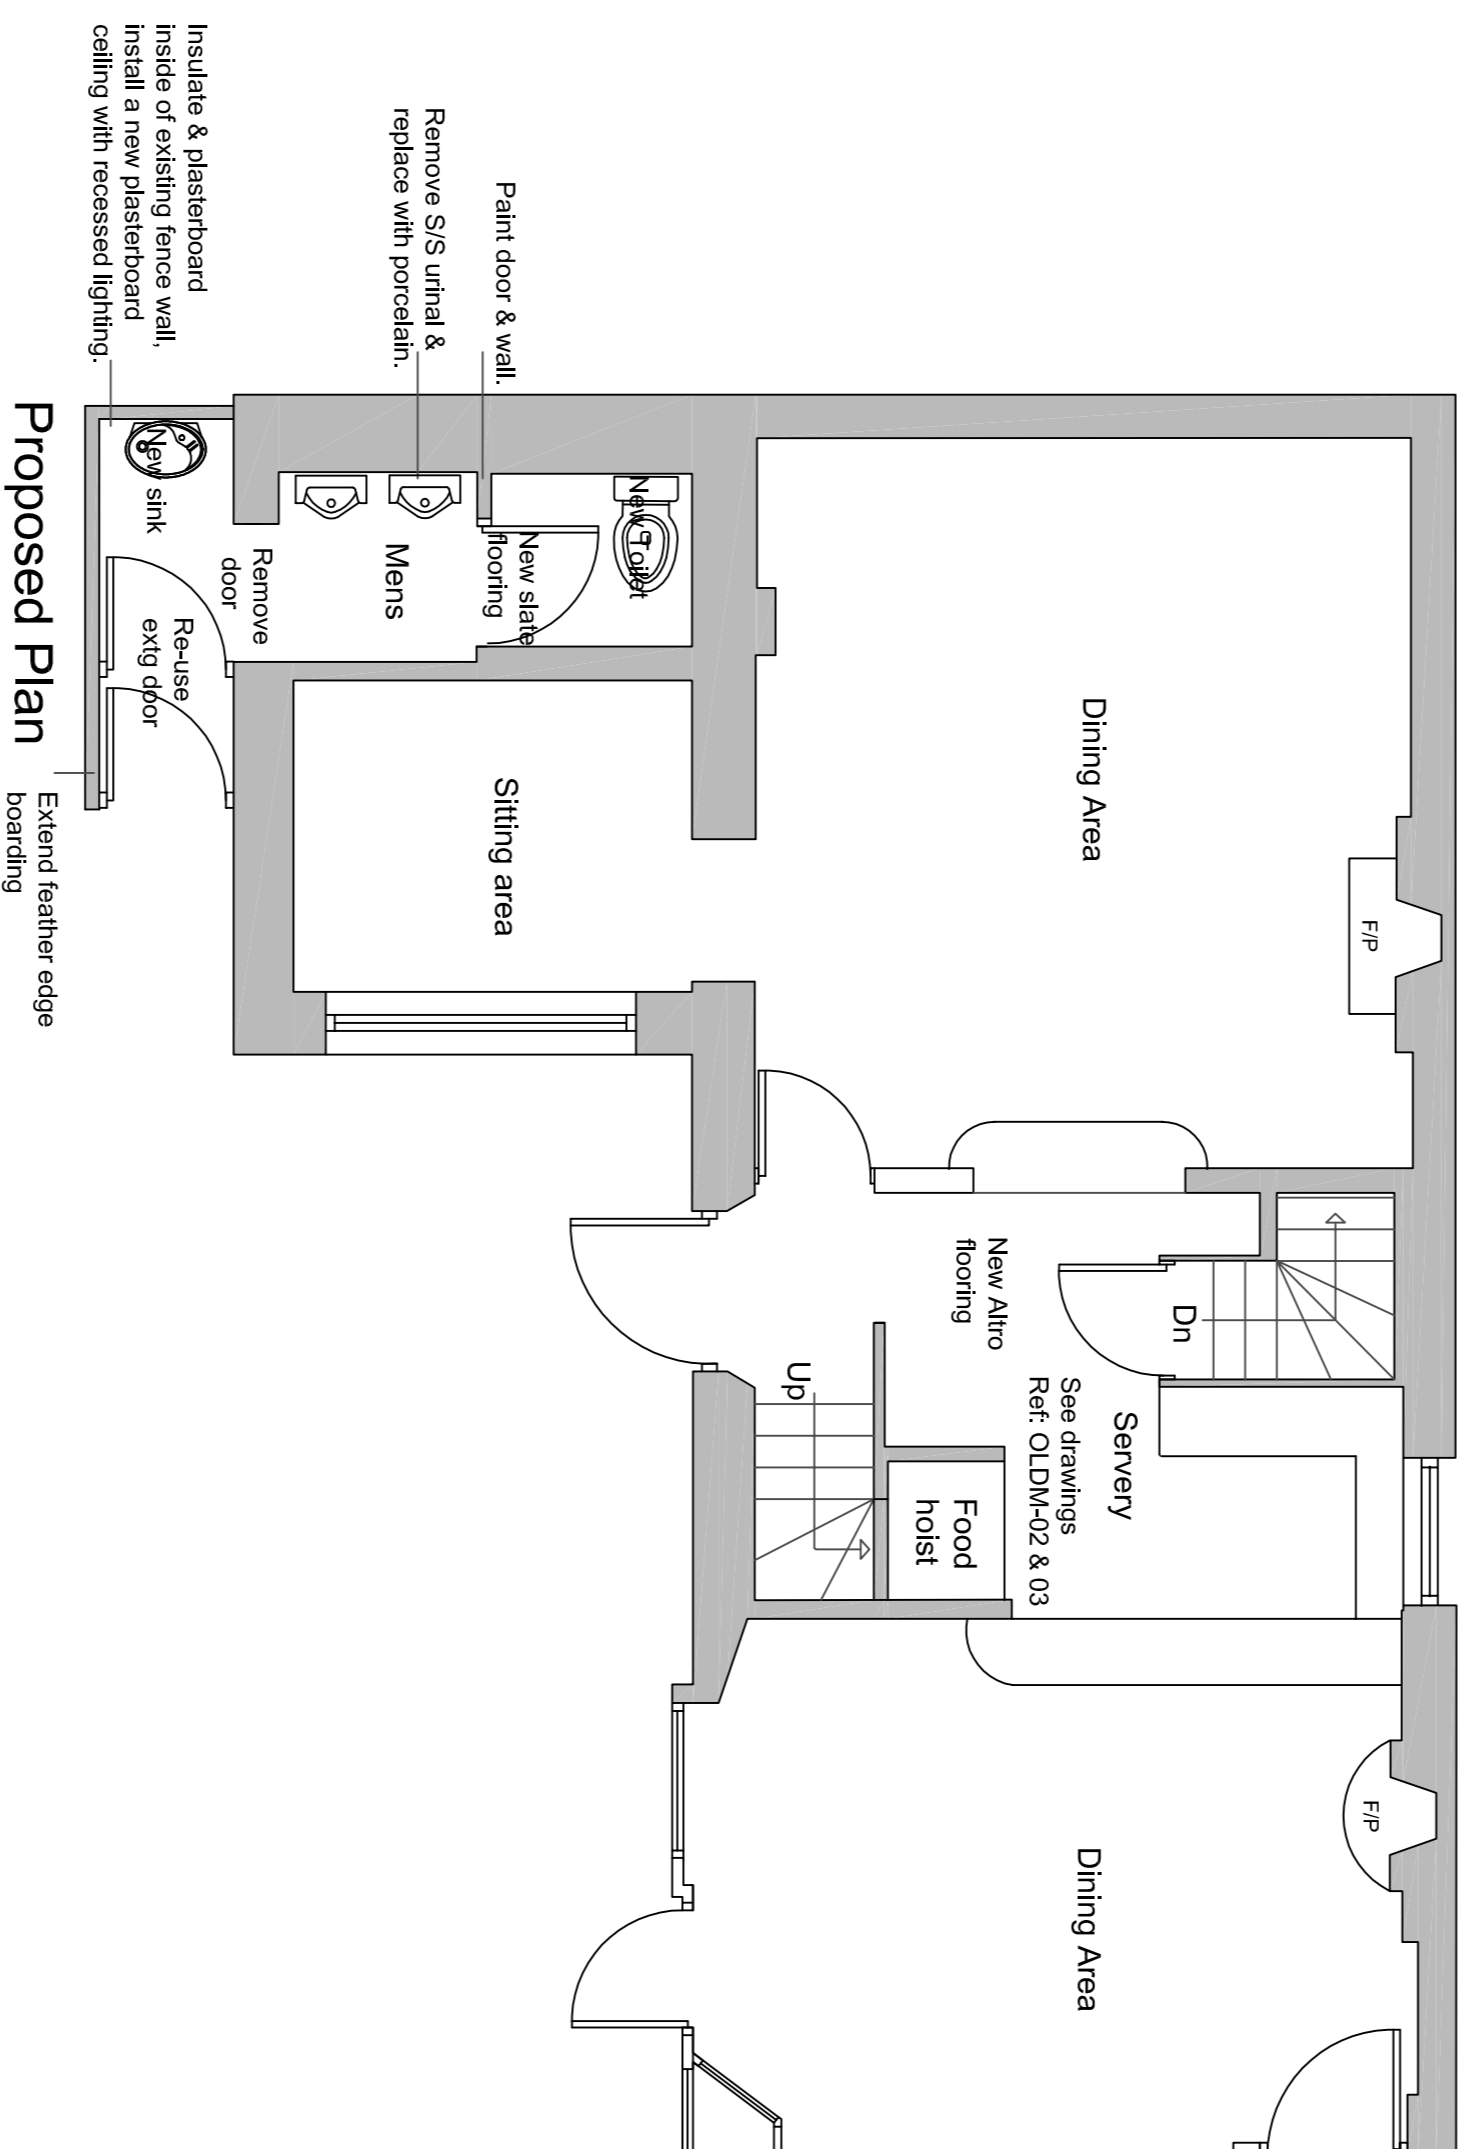 F/P
F/P
Dining Area
Dining Area
Dn
Servery
See drawings
Ref: OLDM-02 & 03
New Altro
flooring
Food
hoist
Up
New Toilet
New slate
flooring
Sitting area
Paint door & wall.
Remove S/S urinal &
replace with porcelain.
Mens
Remove
door
Insulate & plasterboard
inside of existing fence wall,
install a new plasterboard
ceiling with recessed lighting.
New sink
Re-use
extg door
Proposed Plan
Extend feather edge
boarding